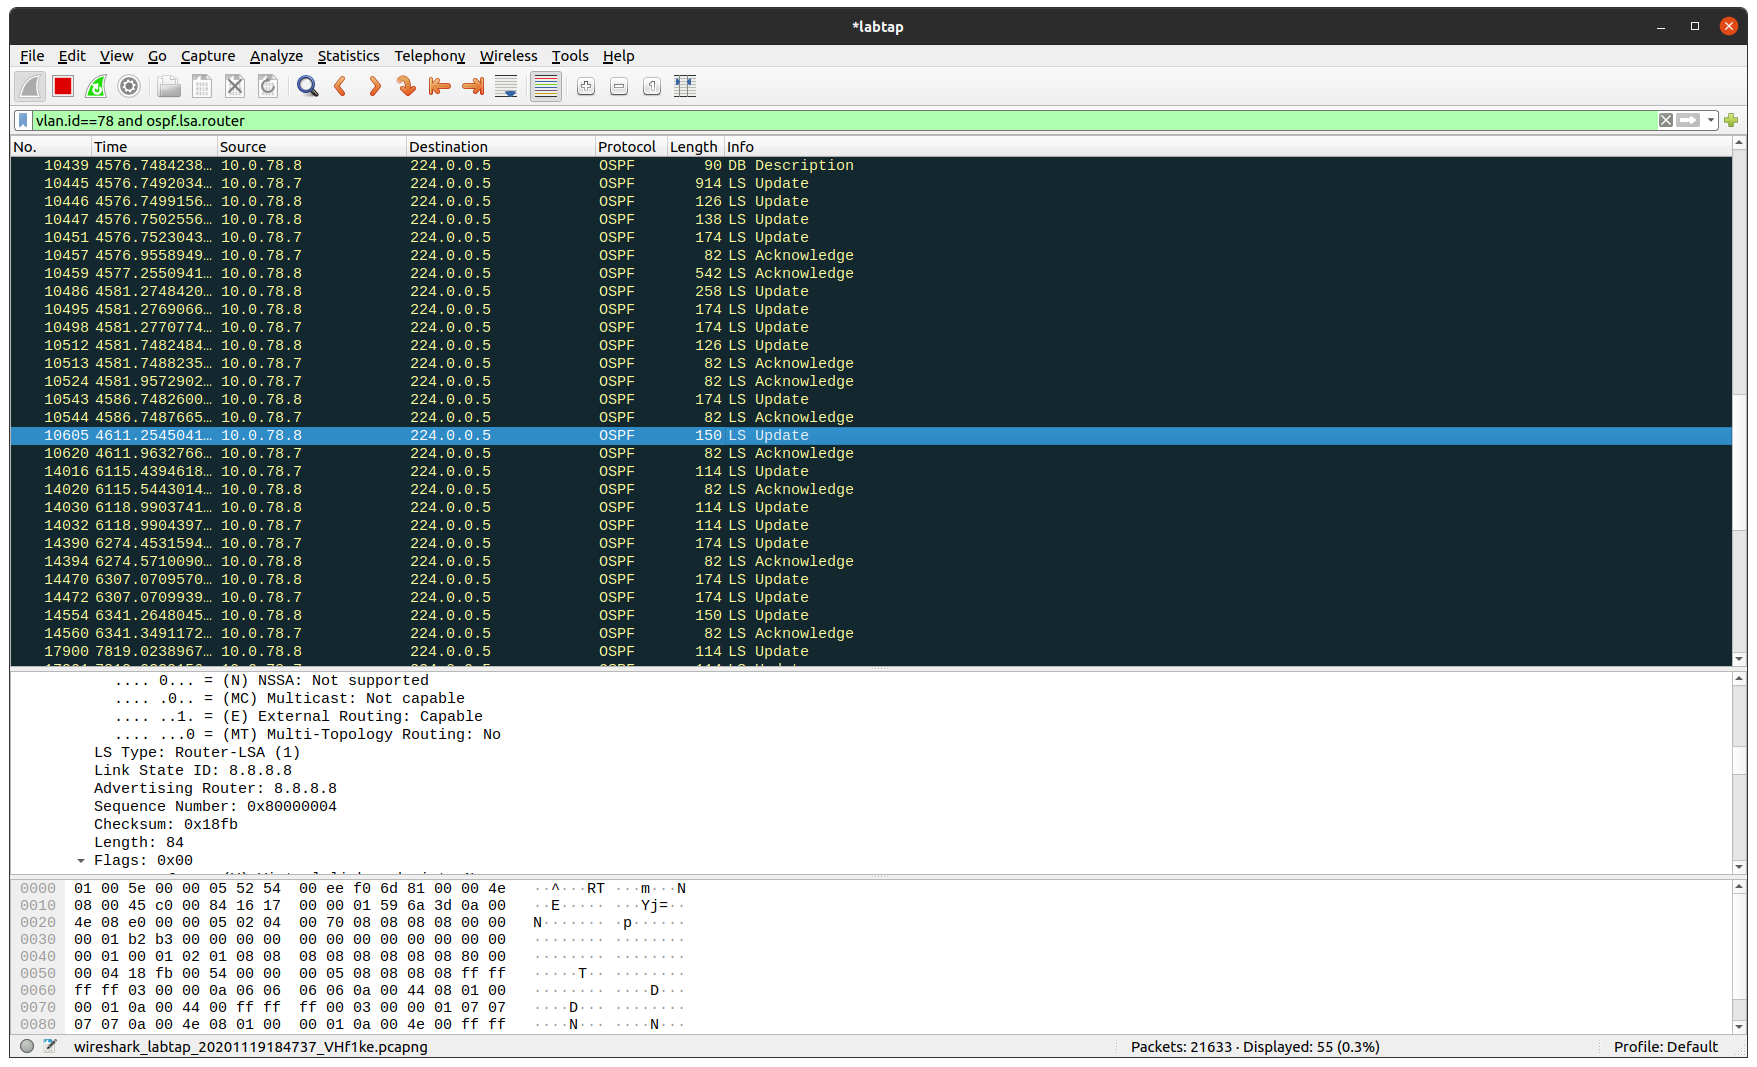 *labtap
File Edit View Go Capture Analyze Statistics Telephony Wireless Tools Help
vlan.id==78 and ospf.lsa.router
No. Time Source Destination Protocol Length Info
10439 4576.7484238… 10.0.78.8 224.0.0.5 OSPF 90 DB Description
10445 4576.7492034… 10.0.78.7 224.0.0.5 OSPF 914 LS Update
10446 4576.7499156… 10.0.78.8 224.0.0.5 OSPF 126 LS Update
10447 4576.7502556… 10.0.78.8 224.0.0.5 OSPF 138 LS Update
10451 4576.7523043… 10.0.78.7 224.0.0.5 OSPF 174 LS Update
10457 4576.9558949… 10.0.78.7 224.0.0.5 OSPF 82 LS Acknowledge
10459 4577.2550941… 10.0.78.8 224.0.0.5 OSPF 542 LS Acknowledge
10486 4581.2748420… 10.0.78.8 224.0.0.5 OSPF 258 LS Update
10495 4581.2769066… 10.0.78.8 224.0.0.5 OSPF 174 LS Update
10498 4581.2770774… 10.0.78.7 224.0.0.5 OSPF 174 LS Update
10512 4581.7482484… 10.0.78.8 224.0.0.5 OSPF 126 LS Update
10513 4581.7488235… 10.0.78.7 224.0.0.5 OSPF 82 LS Acknowledge
10524 4581.9572902… 10.0.78.7 224.0.0.5 OSPF 82 LS Acknowledge
10543 4586.7482600… 10.0.78.8 224.0.0.5 OSPF 174 LS Update
10544 4586.7487665… 10.0.78.7 224.0.0.5 OSPF 82 LS Acknowledge
10605 4611.2545041… 10.0.78.8 224.0.0.5 OSPF 150 LS Update
10620 4611.9632766… 10.0.78.7 224.0.0.5 OSPF 82 LS Acknowledge
14016 6115.4394618… 10.0.78.7 224.0.0.5 OSPF 114 LS Update
14020 6115.5443014… 10.0.78.8 224.0.0.5 OSPF 82 LS Acknowledge
14030 6118.9903741… 10.0.78.8 224.0.0.5 OSPF 114 LS Update
14032 6118.9904397… 10.0.78.7 224.0.0.5 OSPF 114 LS Update
14390 6274.4531594… 10.0.78.7 224.0.0.5 OSPF 174 LS Update
14394 6274.5710090… 10.0.78.8 224.0.0.5 OSPF 82 LS Acknowledge
14470 6307.0709570… 10.0.78.8 224.0.0.5 OSPF 174 LS Update
14472 6307.0709939… 10.0.78.7 224.0.0.5 OSPF 174 LS Update
14554 6341.2648045… 10.0.78.8 224.0.0.5 OSPF 150 LS Update
14560 6341.3491172… 10.0.78.7 224.0.0.5 OSPF 82 LS Acknowledge
17900 7819.0238967… 10.0.78.8 224.0.0.5 OSPF 114 LS Update
.... 0... = (N) NSSA: Not supported
.... .0.. = (MC) Multicast: Not capable
.... ..1. = (E) External Routing: Capable
.... ...0 = (MT) Multi-Topology Routing: No
LS Type: Router-LSA (1)
Link State ID: 8.8.8.8
Advertising Router: 8.8.8.8
Sequence Number: 0x80000004
Checksum: 0x18fb
Length: 84
Flags: 0x00
0000 01 00 5e 00 00 05 52 54 00 ee f0 6d 81 00 00 4e ··^···RT ···m···N
0010 08 00 45 c0 00 84 16 17 00 00 01 59 6a 3d 0a 00 ··E····· ···Yj=··
0020 4e 08 e0 00 00 05 02 04 00 70 08 08 08 08 00 00 N······· ·p······
0030 00 01 b2 b3 00 00 00 00 00 00 00 00 00 00 00 00 ········ ········
0040 00 01 00 01 02 01 08 08 08 08 08 08 08 08 80 00 ········ ········
0050 00 04 18 fb 00 54 00 00 00 05 08 08 08 08 ff ff ·····T·· ········
0060 ff ff 03 00 00 0a 06 06 06 06 0a 00 44 08 01 00 ········ ····D···
0070 00 01 0a 00 44 00 ff ff ff 00 03 00 00 01 07 07 ····D··· ········
0080 07 07 0a 00 4e 08 01 00 00 01 0a 00 4e 00 ff ff ····N··· ····N···
wireshark_labtap_20201119184737_VHf1ke.pcapng Packets: 21633 · Displayed: 55 (0.3%) Profile: Default